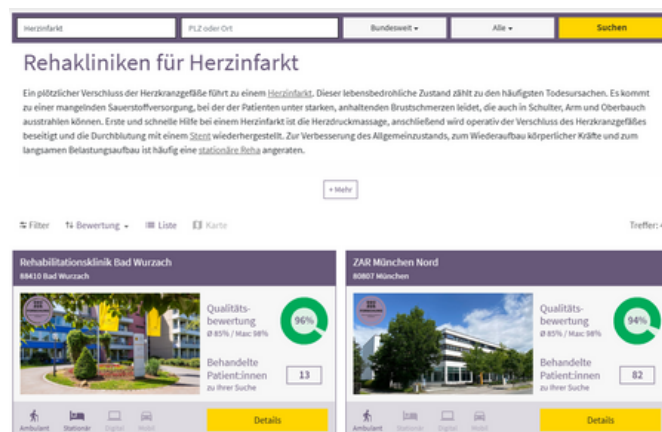 Herzinfarkt
PLZ oder Ort
Bundesweit
Alle
Suchen
Rehakliniken für Herzinfarkt
Ein plötzlicher Verschluss der Herzkranzgefäße führt zu einem Herzinfarkt. Dieser lebensbedrohliche Zustand zählt zu den häufigsten Todesursachen. Es kommt
zu einer mangelnden Sauerstoffversorgung, bei der der Patienten unter starken, anhaltenden Brustschmerzen leidet, die auch in Schulter, Arm und Oberbauch
ausstrahlen können. Erste und schnelle Hilfe bei einem Herzinfarkt ist die Herzdruckmassage, anschließend wird operativ der Verschluss des Herzkranzgefäßes
beseitigt und die Durchblutung mit einem Stent wiederhergestellt. Zur Verbesserung des Allgemeinzustands, zum Wiederaufbau körperlicher Kräfte und zum
langsamen Belastungsaufbau ist häufig eine stationäre Reha angeraten.
+ Mehr
Filter
Bewertung
Liste
Karte
Treffer:
Rehabilitationsklinik Bad Wurzach
88410 Bad Wurzach
Qualitäts-
bewertung
Ø 85% / Max: 98%
96%
Behandelte
Patient:innen
zu Ihrer Suche
13
Ambulant
Stationär
Digital
Mobil
Details
ZAR München Nord
80807 München
Qualitäts-
bewertung
Ø 85% / Max: 98%
94%
Behandelte
Patient:innen
zu Ihrer Suche
82
Ambulant
Stationär
Digital
Mobil
Details